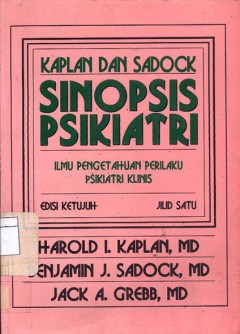 KAPLAN DAN SADOCK
SINOPSIS
PSIKIATRI
ILMU PENGETAHUAN PERILAKU
PSIKIATRI KLINIS
EDISI KETUJUH JILID SATU
HAROLD I. KAPLAN, MD
BENJAMIN J. SADOCK, MD
JACK A. GREBB, MD